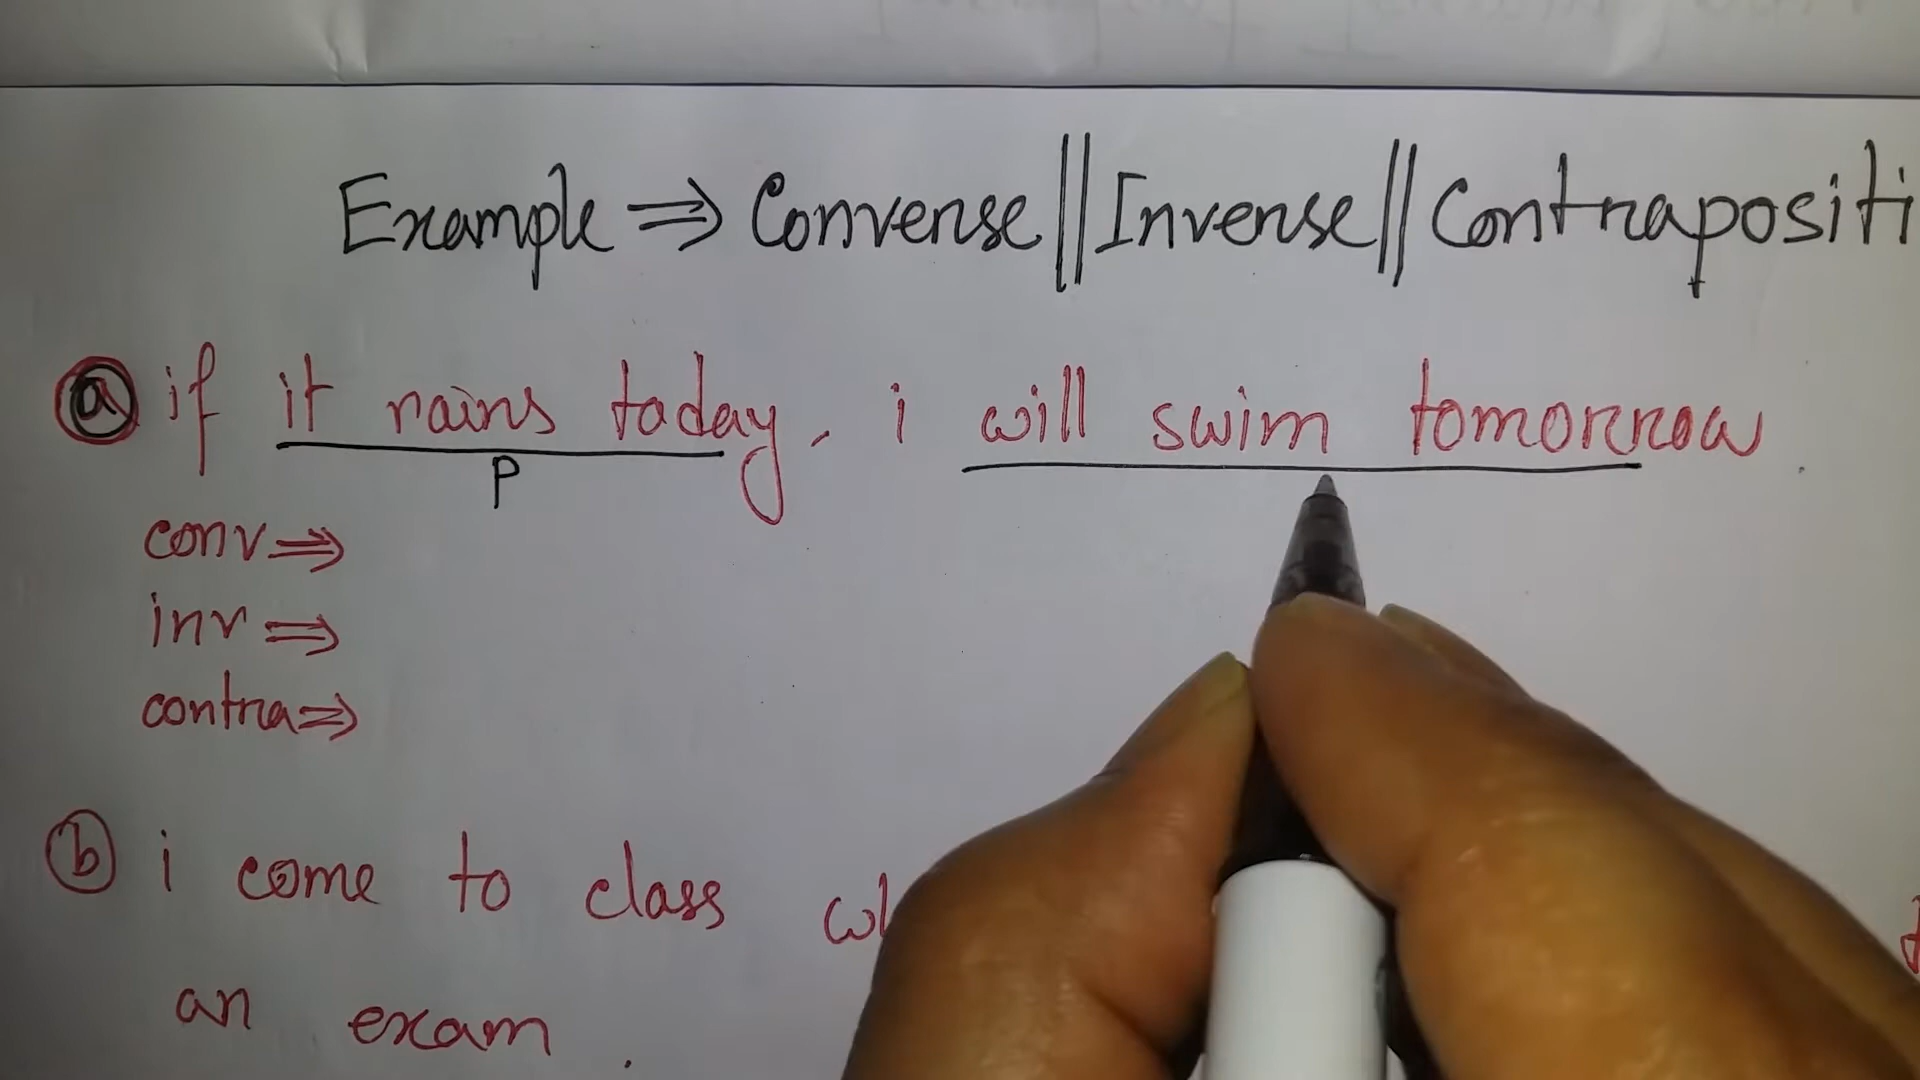 Example ⇒ Converse || Inverse || Contrapositi
ⓐ if it rains today, i will swim tomorrow.
P
conv ⇒
inv ⇒
contra ⇒
ⓑ i come to class
an exam.